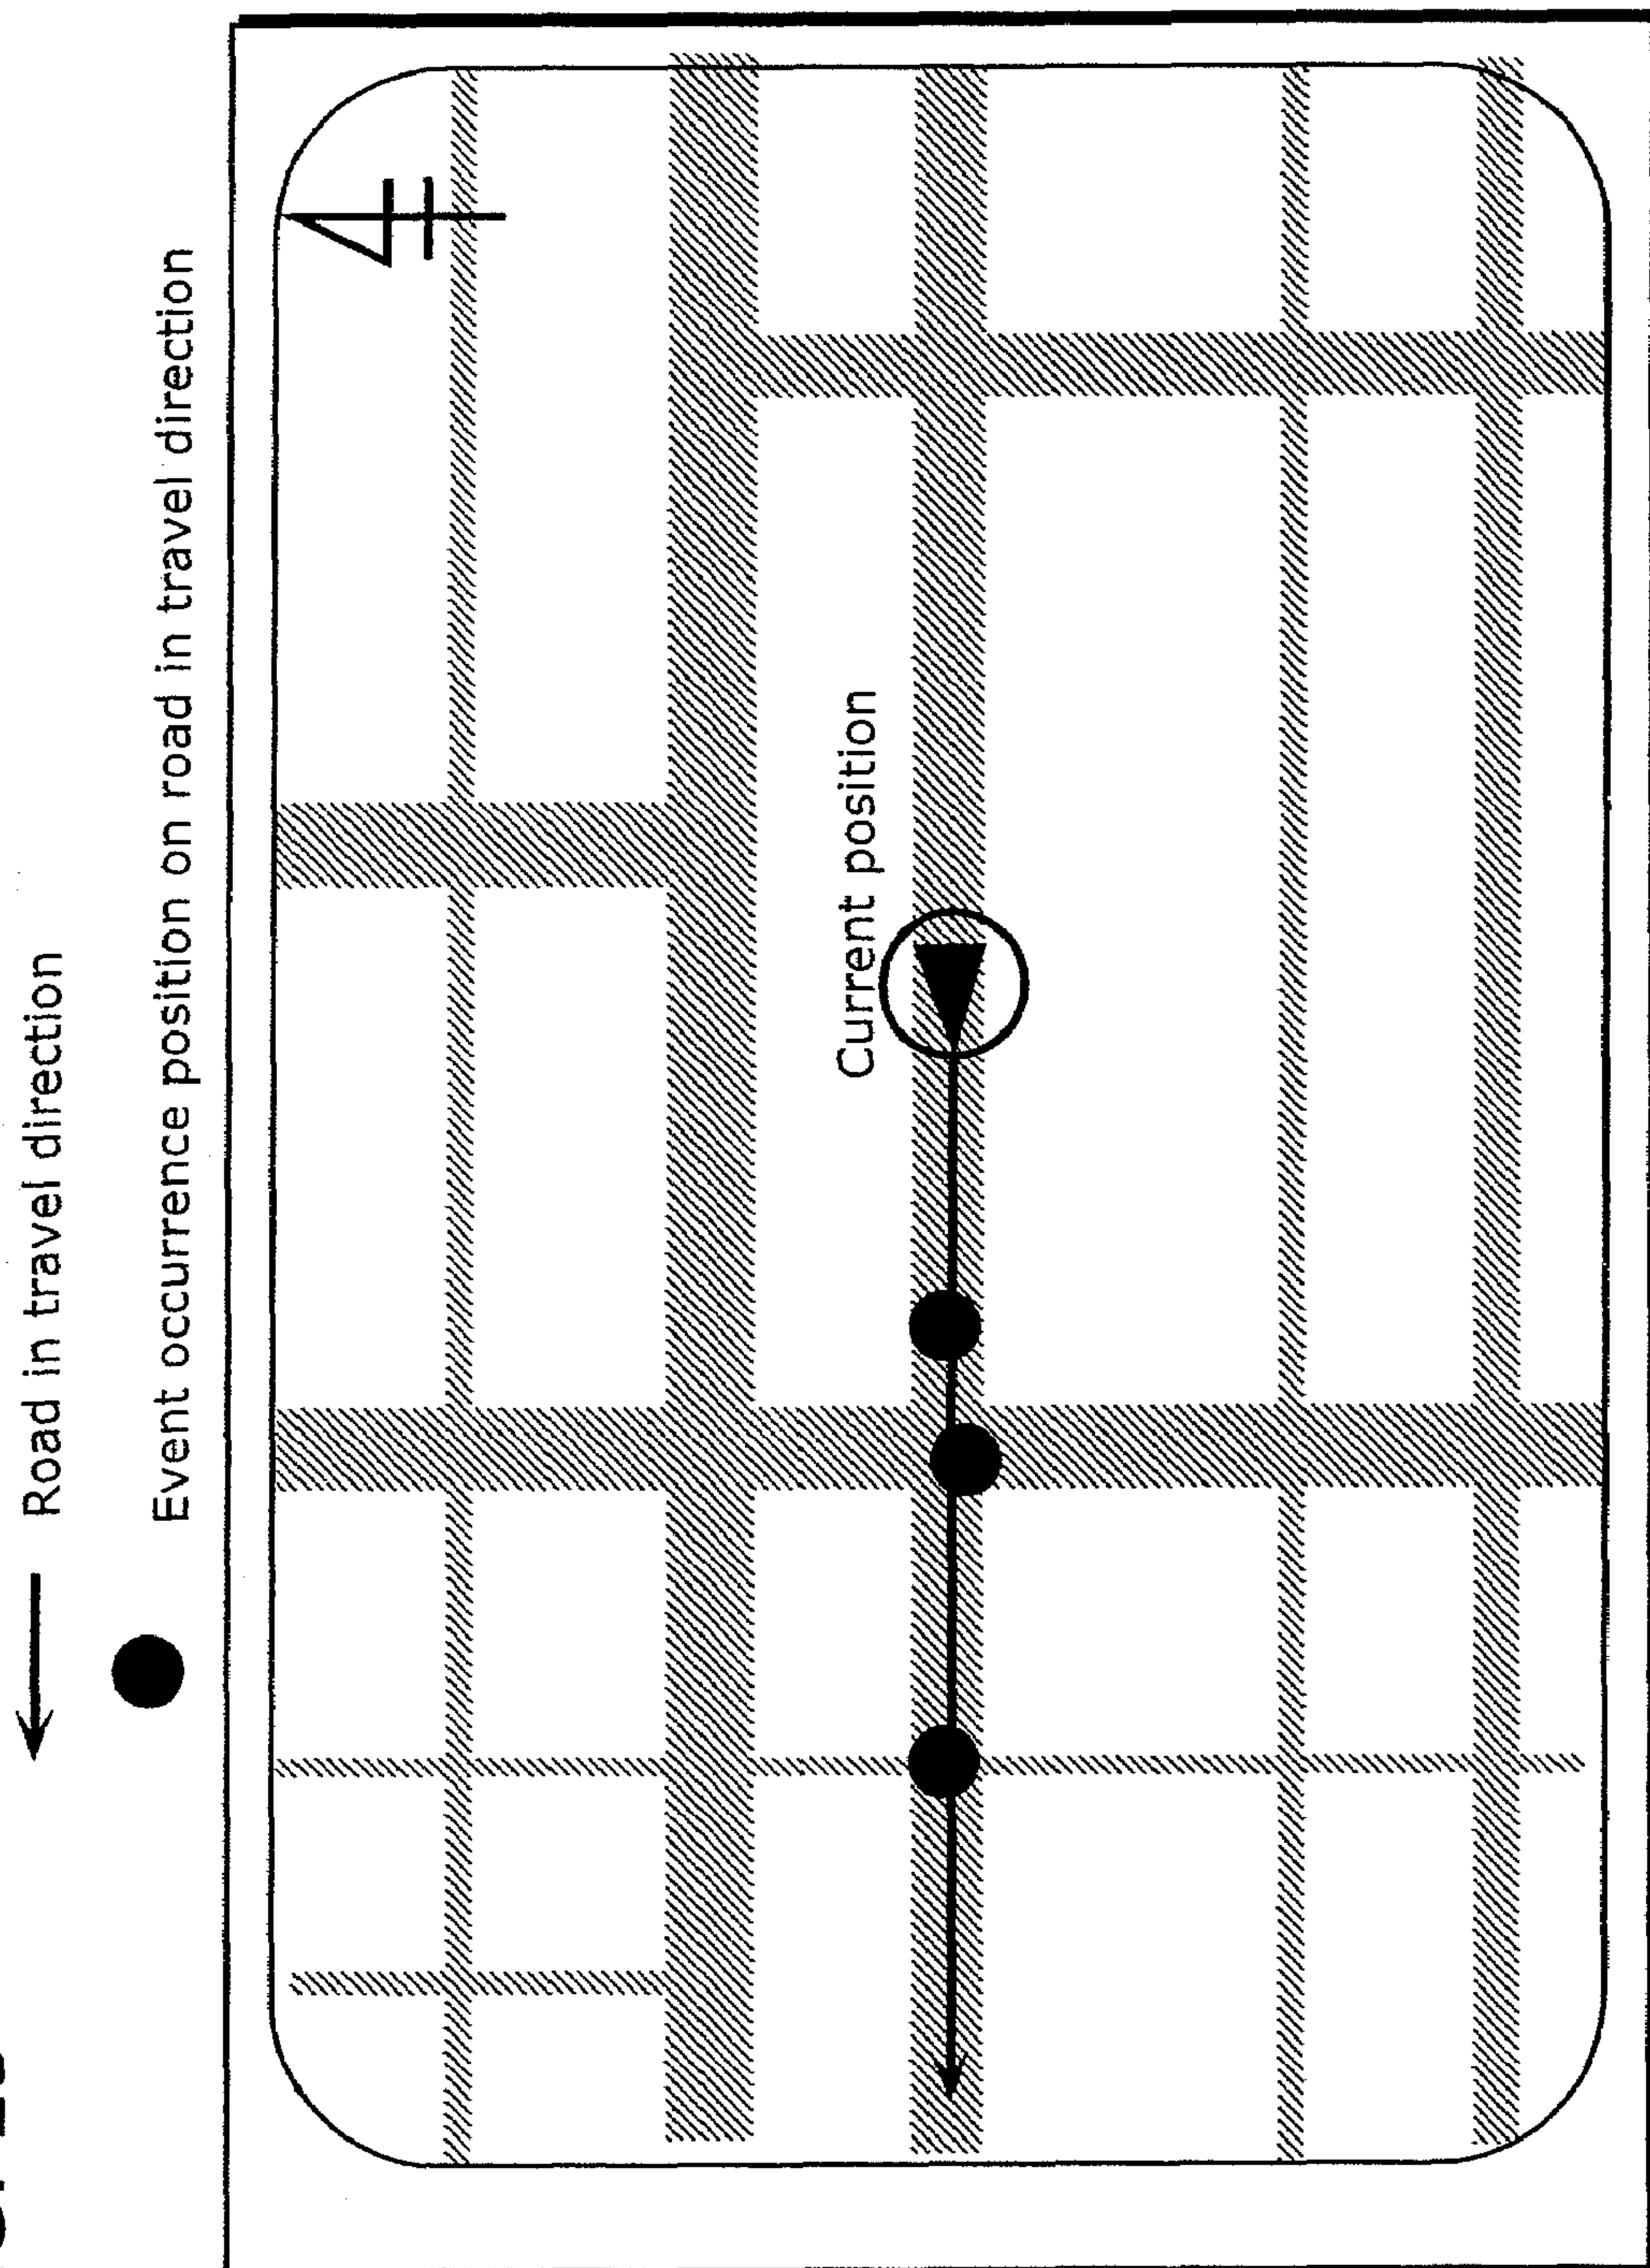 Road in travel direction
Event occurrence position on road in travel direction
Current position